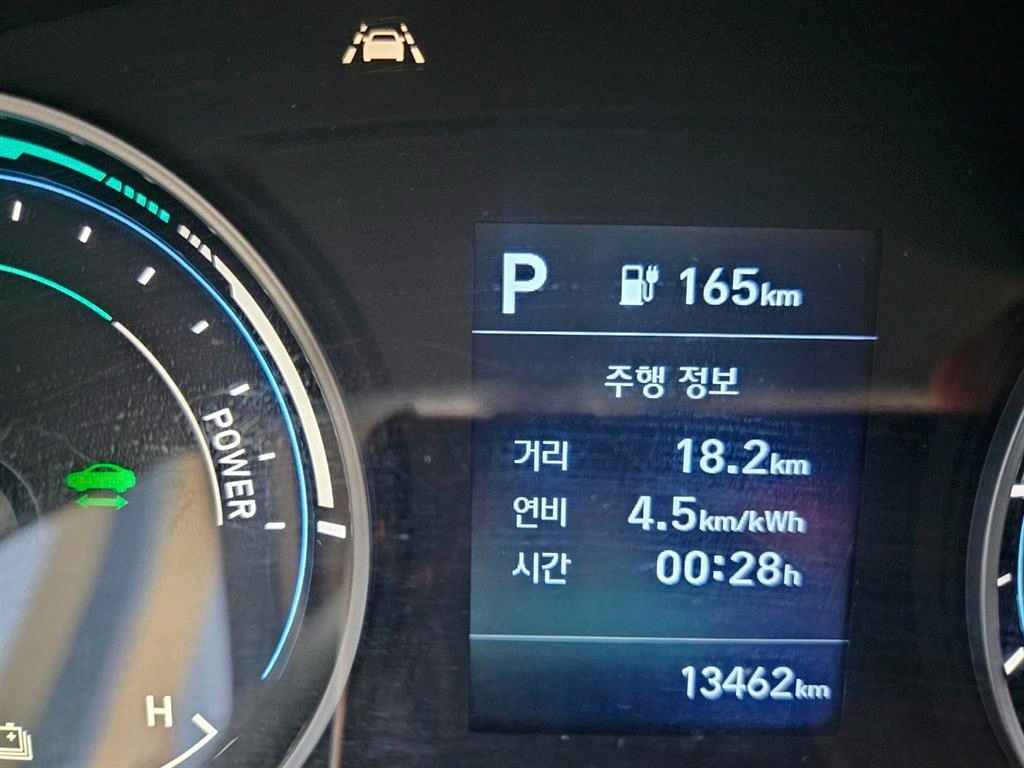 P 165km
주행 정보
거리 18.2km
연비 4.5km/kWh
시간 00:28h
13462km
POWER
H